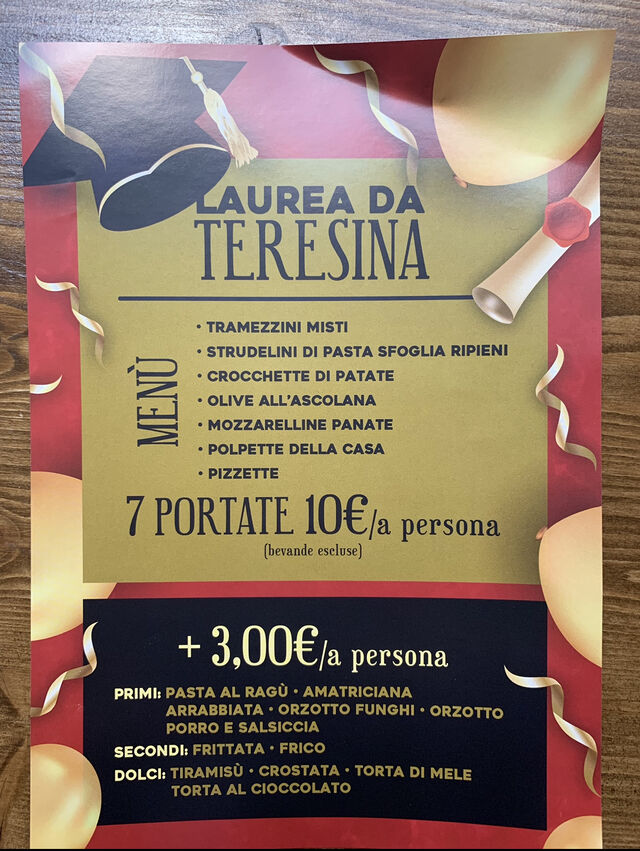 LAUREA DA
TERESINA
MENÙ
• TRAMEZZINI MISTI
• STRUDELINI DI PASTA SFOGLIA RIPIENI
• CROCCHETTE DI PATATE
• OLIVE ALL'ASCOLANA
• MOZZARELLINE PANATE
• POLPETTE DELLA CASA
• PIZZETTE
7 PORTATE 10€/a persona
(bevande escluse)
+ 3,00€/a persona
PRIMI: PASTA AL RAGÙ • AMATRICIANA
ARRABBIATA • ORZOTTO FUNGHI • ORZOTTO
PORRO E SALSICCIA
SECONDI: FRITTATA • FRICO
DOLCI: TIRAMISÙ • CROSTATA • TORTA DI MELE
TORTA AL CIOCCOLATO